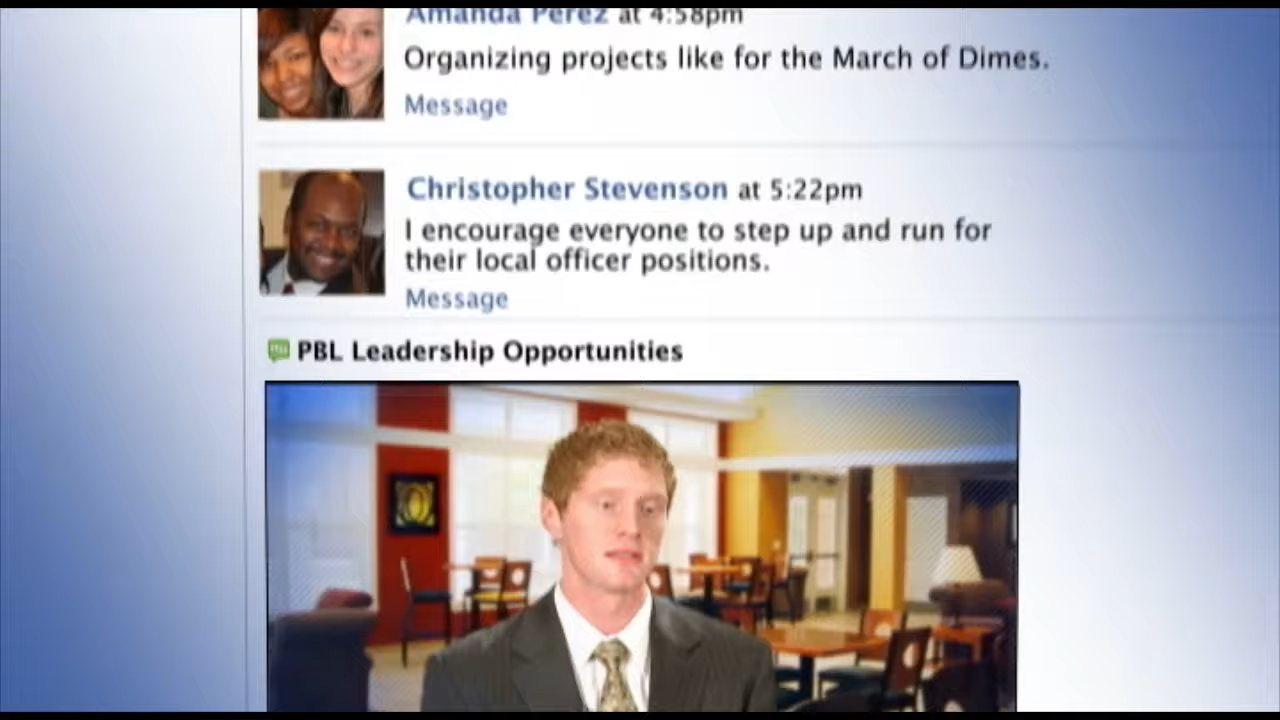 Amanda Perez at 4:58pm
Organizing projects like for the March of Dimes.
Message
Christopher Stevenson at 5:22pm
I encourage everyone to step up and run for
their local officer positions.
Message
PBL Leadership Opportunities